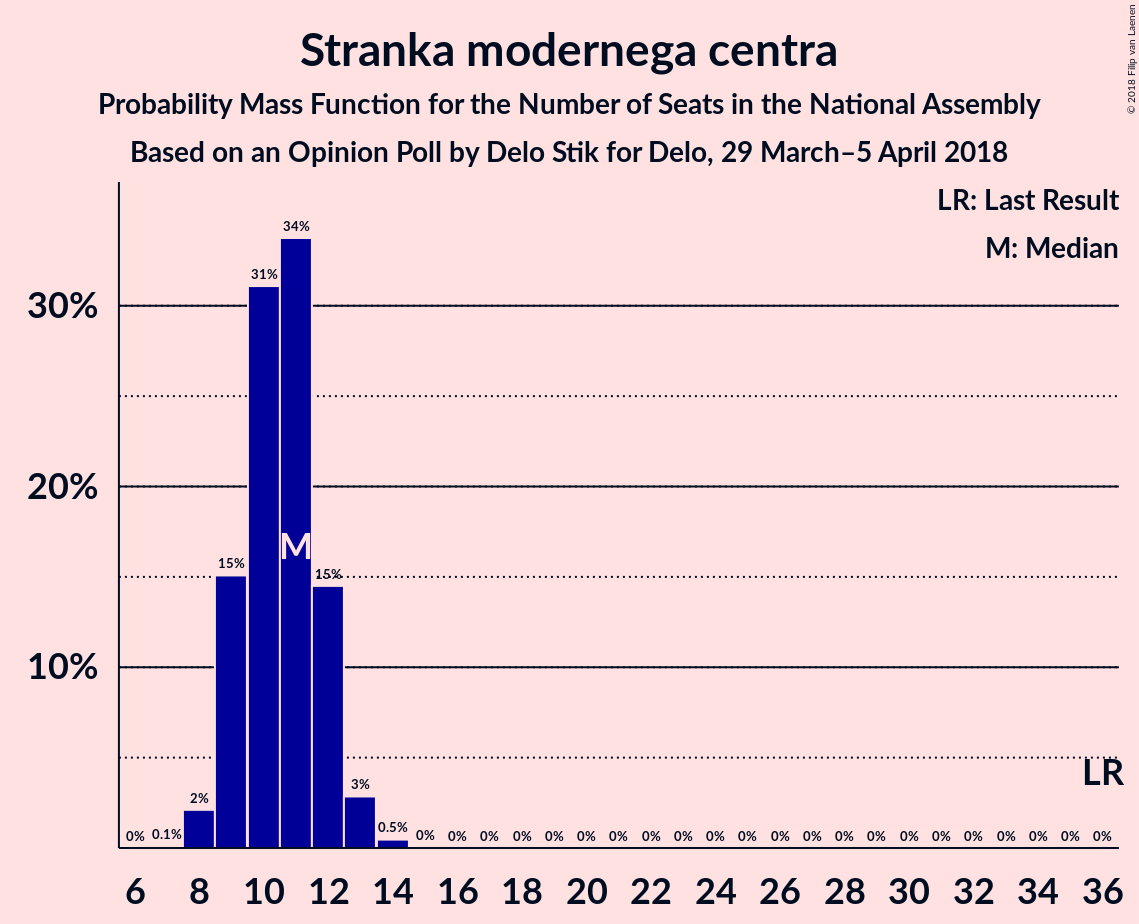 Stranka modernega centra
Probability Mass Function for the Number of Seats in the National Assembly
Based on an Opinion Poll by Delo Stik for Delo, 29 March–5 April 2018
© 2018 Filip van Laenen
LR: Last Result
M: Median
30%
20%
10%
0% 0.1% 2% 15% 31% 34% 15% 3% 0.5% 0% 0% 0% 0% 0% 0% 0% 0% 0% 0% 0% 0% 0% 0% 0% 0% 0% 0% 0% 0% 0% 0%
M
LR
6 8 10 12 14 16 18 20 22 24 26 28 30 32 34 36